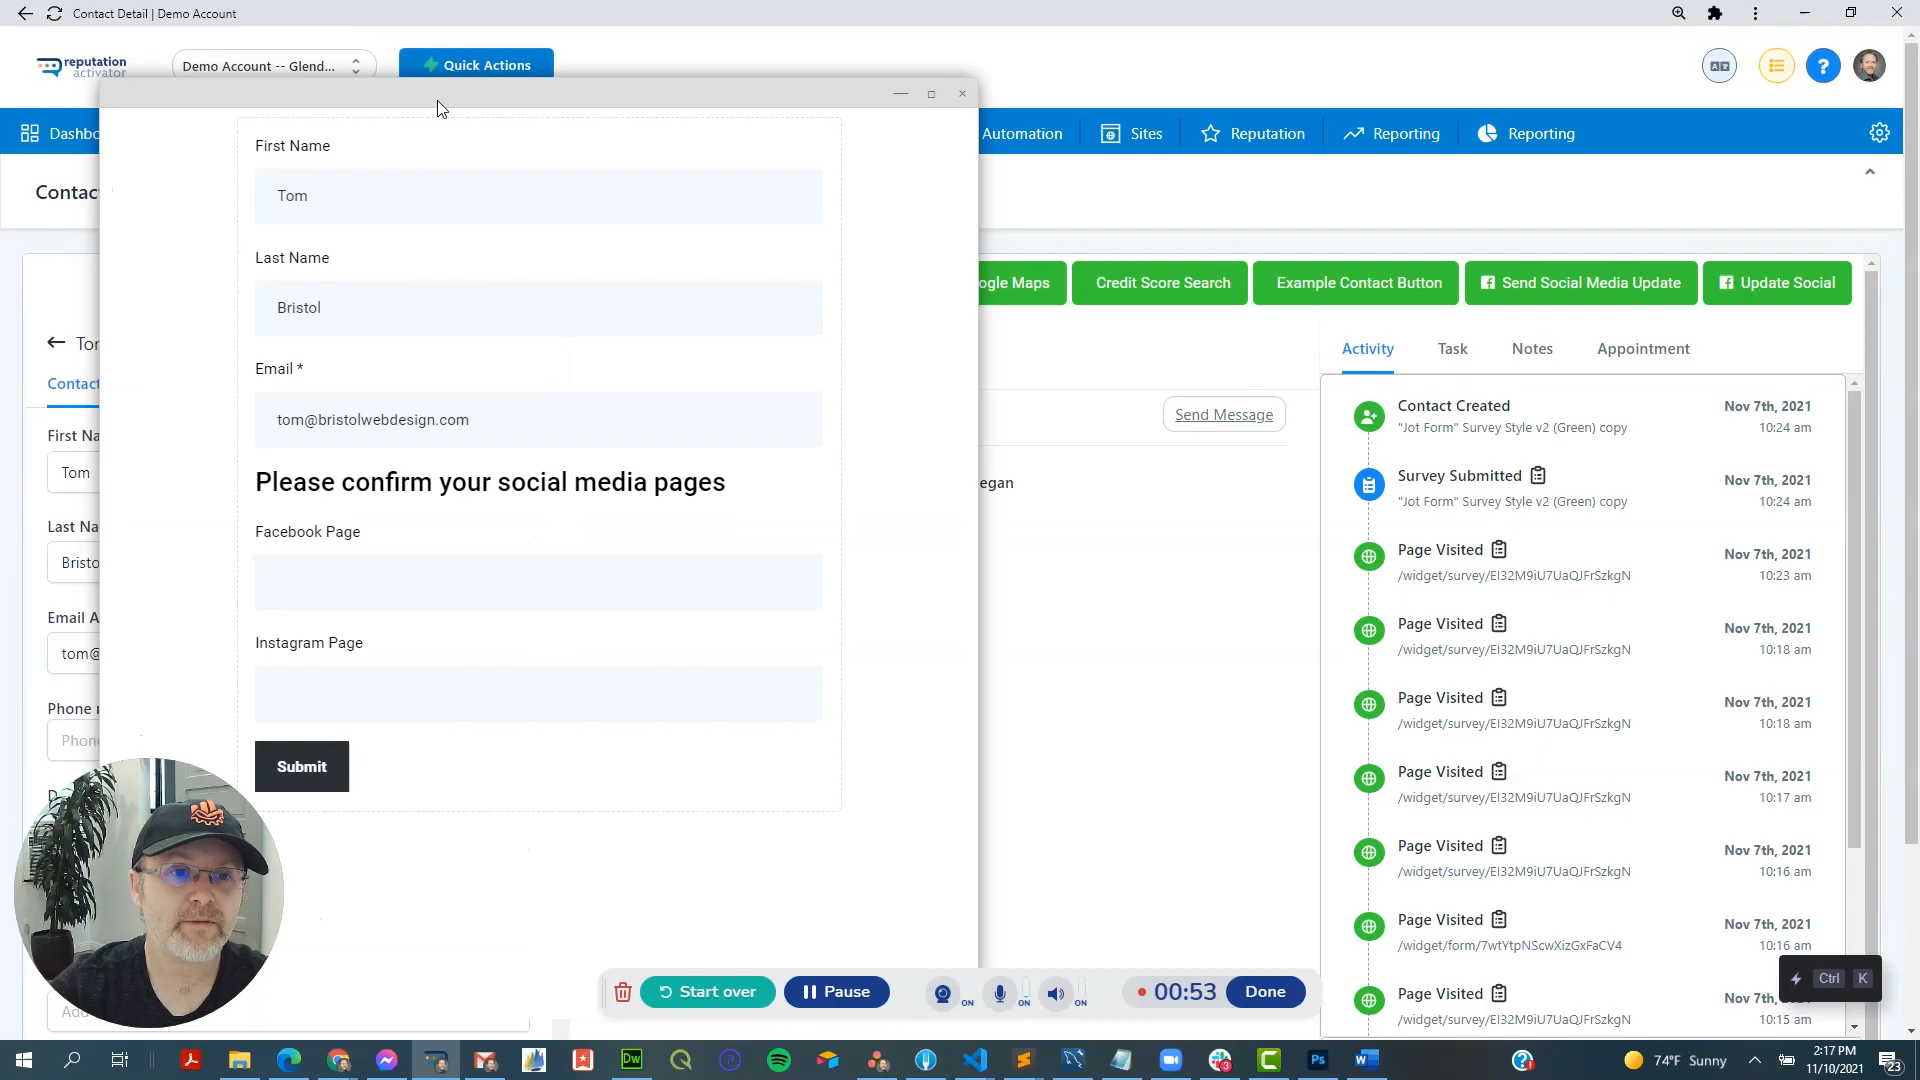 Contact Detail | Demo Account
reputation
activator
Demo Account -- Glend...
Quick Actions
Dashbo
Automation
Sites
Reputation
Reporting
Reporting
Contac
First Name
Tom
Last Name
Bristol
Email *
tom@bristolwebdesign.com
Please confirm your social media pages
Facebook Page
Instagram Page
Submit
ogle Maps
Credit Score Search
Example Contact Button
Send Social Media Update
Update Social
Contact
First Na
Tom
Last Na
Bristo
Email A
tom@
Phone r
Phone
D
Add
Send Message
egan
Activity
Task
Notes
Appointment
Contact Created
Nov 7th, 2021
"Jot Form" Survey Style v2 (Green) copy
10:24 am
Survey Submitted
Nov 7th, 2021
"Jot Form" Survey Style v2 (Green) copy
10:24 am
Page Visited
Nov 7th, 2021
/widget/survey/EI32M9iU7UaQJFrSzkgN
10:23 am
Page Visited
Nov 7th, 2021
/widget/survey/EI32M9iU7UaQJFrSzkgN
10:18 am
Page Visited
Nov 7th, 2021
/widget/survey/EI32M9iU7UaQJFrSzkgN
10:18 am
Page Visited
Nov 7th, 2021
/widget/survey/EI32M9iU7UaQJFrSzkgN
10:17 am
Page Visited
Nov 7th, 2021
/widget/survey/EI32M9iU7UaQJFrSzkgN
10:16 am
Page Visited
Nov 7th, 2021
/widget/form/7wtYtpNScwXizGxFaCV4
10:16 am
Page Visited
Nov 7th,
/widget/survey/EI32M9iU7UaQJFrSzkgN
10:15 am
Ctrl K
Start over
Pause
ON
ON
ON
00:53
Done
Dw
Ps
74°F Sunny
2:17 PM
11/10/2021
23